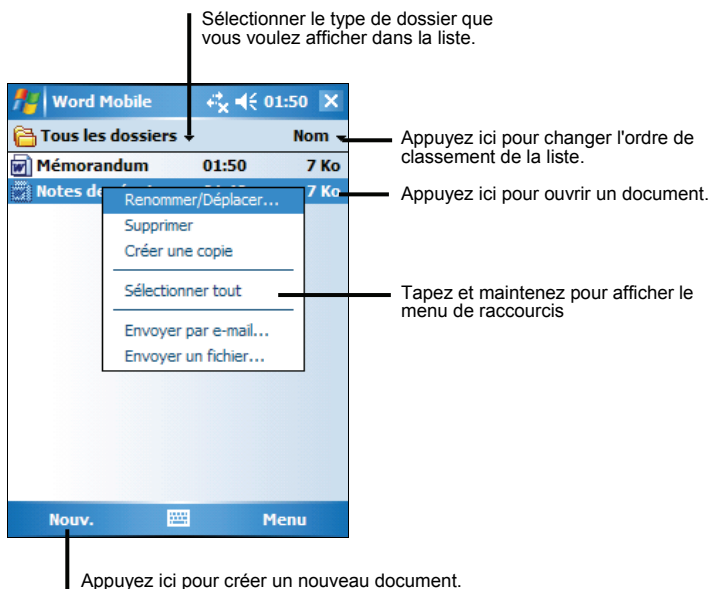 Sélectionner le type de dossier que
vous voulez afficher dans la liste.
Word Mobile 01:50
Tous les dossiers Nom
Appuyez ici pour changer l'ordre de
classement de la liste.
Mémorandum 01:50 7 Ko
Notes de 7 Ko
Appuyez ici pour ouvrir un document.
Renommer/Déplacer...
Supprimer
Créer une copie
Sélectionner tout
Tapez et maintenez pour afficher le
menu de raccourcis
Envoyer par e-mail...
Envoyer un fichier...
Nouv. Menu
Appuyez ici pour créer un nouveau document.